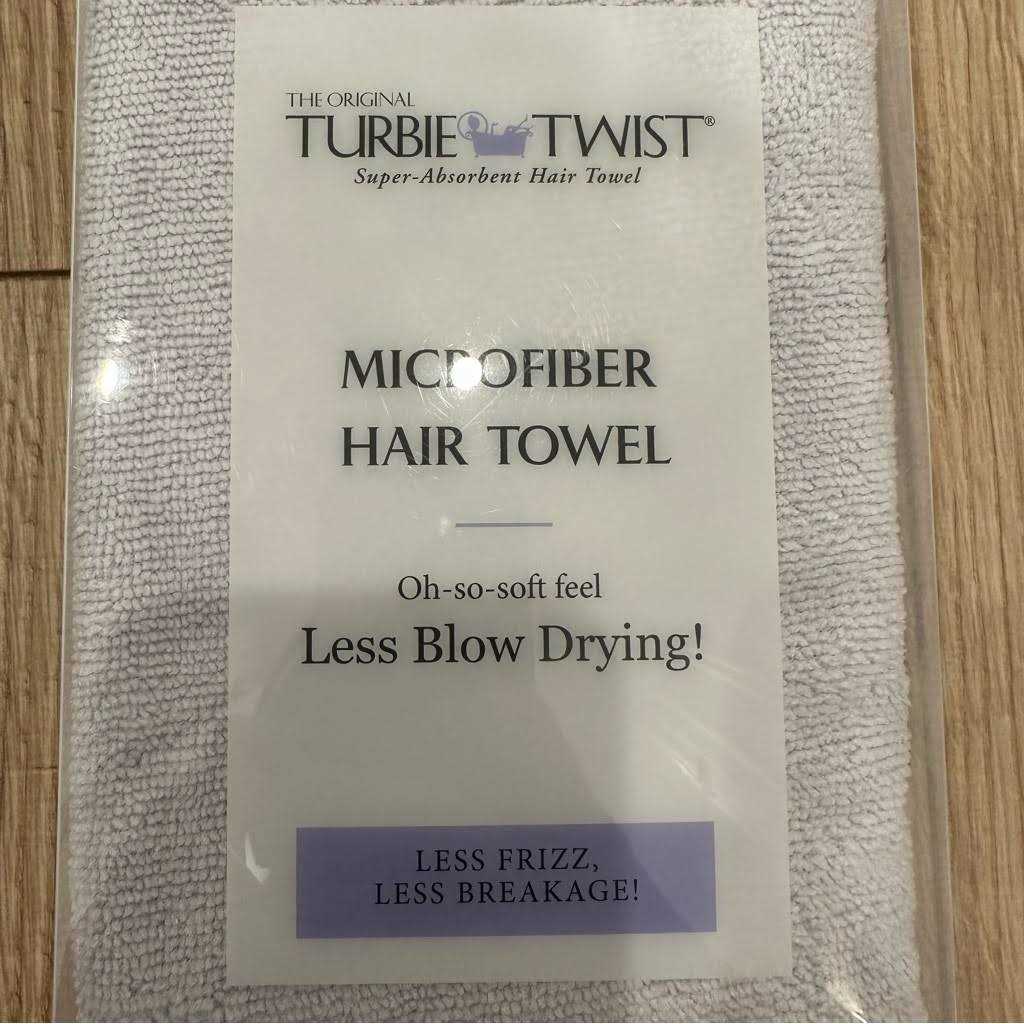 THE ORIGINAL
TURBIE TWIST®
Super-Absorbent Hair Towel
MICROFIBER
HAIR TOWEL
Oh-so-soft feel
Less Blow Drying!
LESS FRIZZ,
LESS BREAKAGE!